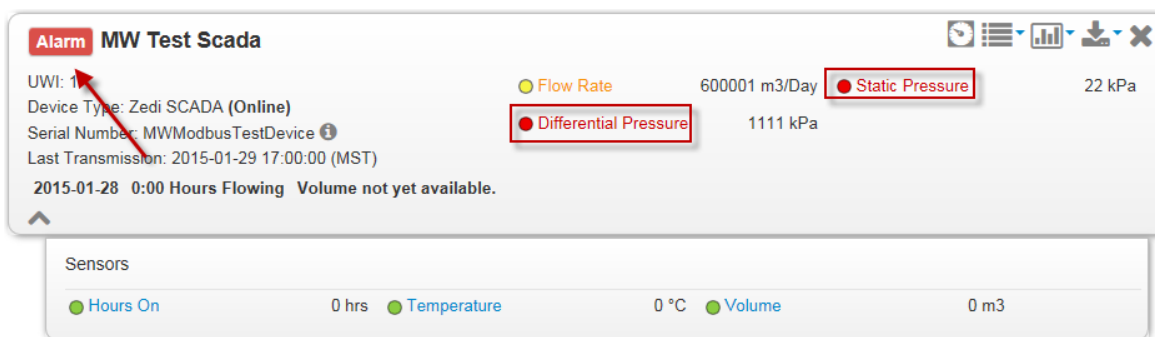 Alarm MW Test Scada
UWI: 1
Device Type: Zedi SCADA (Online)
Serial Number: MWModbusTestDevice
Last Transmission: 2015-01-29 17:00:00 (MST)
2015-01-28 0:00 Hours Flowing Volume not yet available.
Flow Rate 600001 m3/Day Static Pressure 22 kPa
Differential Pressure 1111 kPa
Sensors
Hours On 0 hrs Temperature 0 °C Volume 0 m3